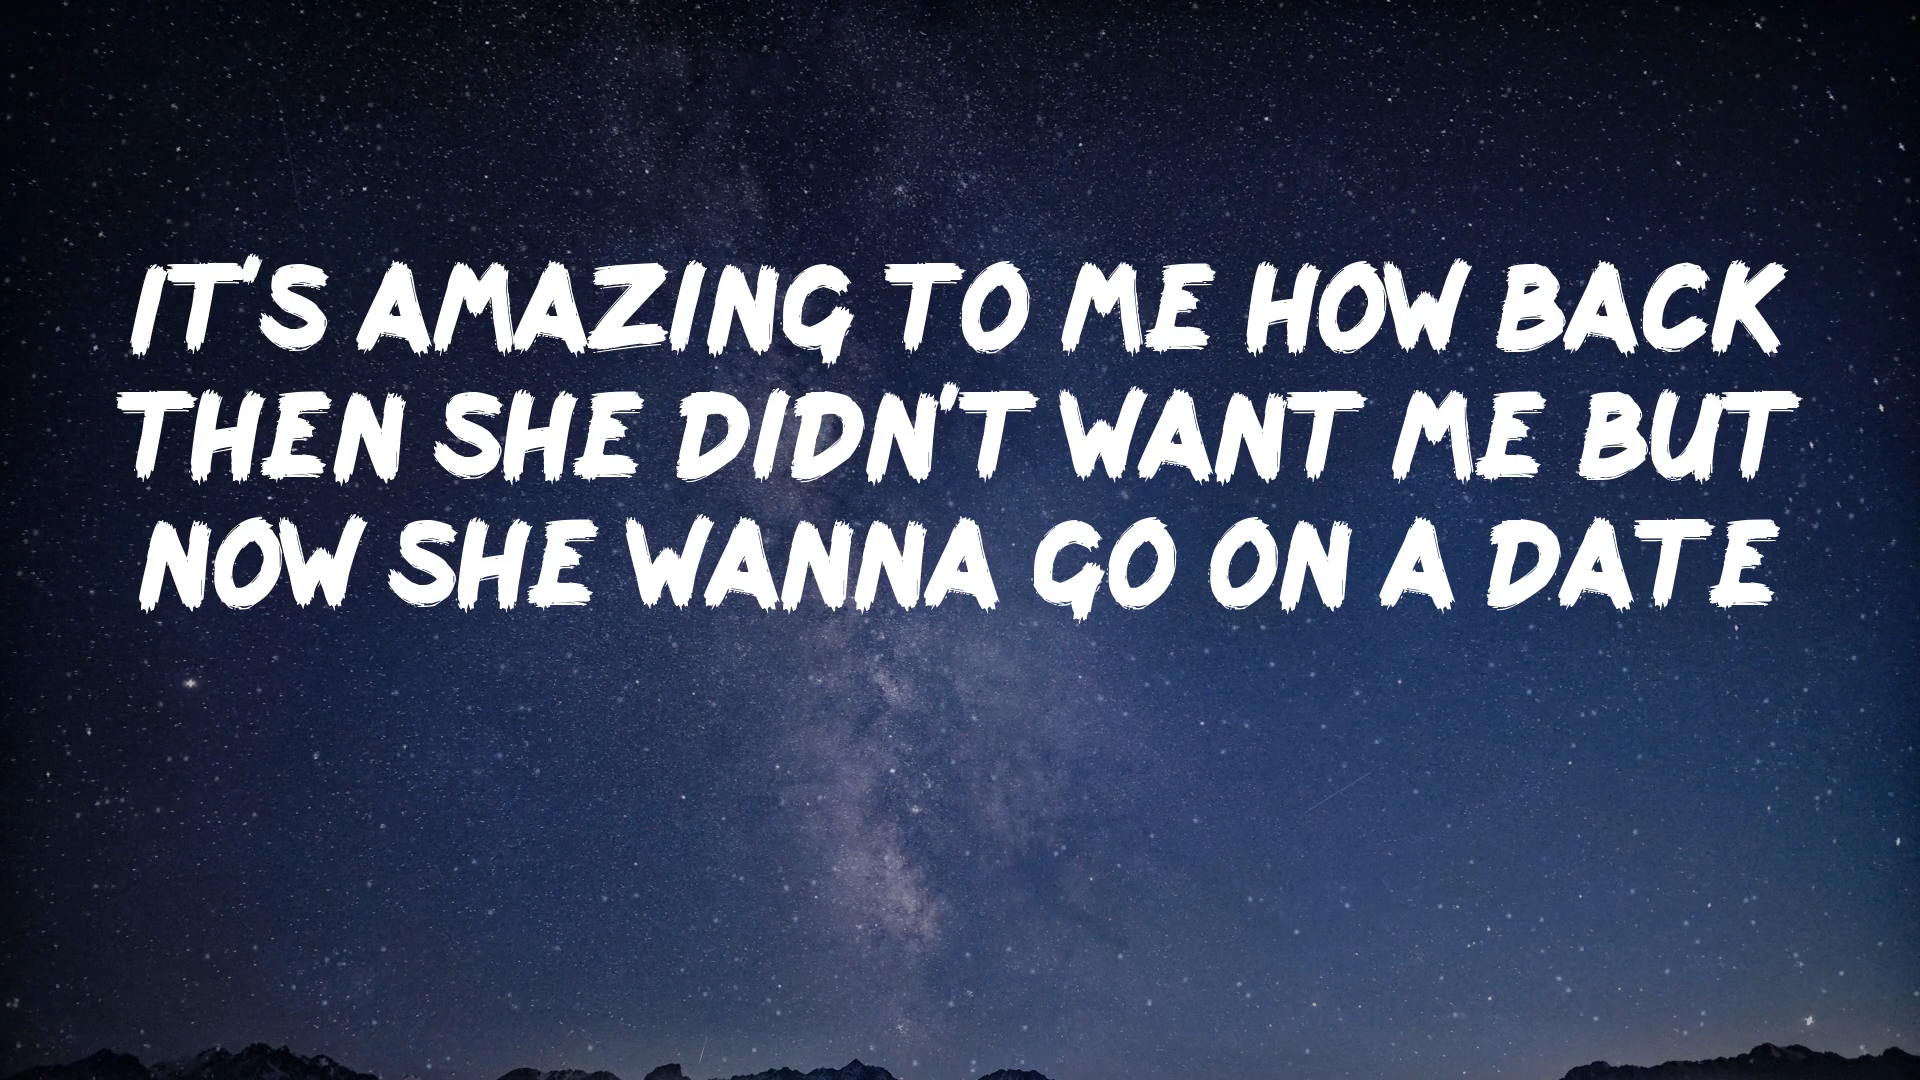 IT'S AMAZING TO ME HOW BACK
THEN SHE DIDN'T WANT ME BUT
NOW SHE WANNA GO ON A DATE